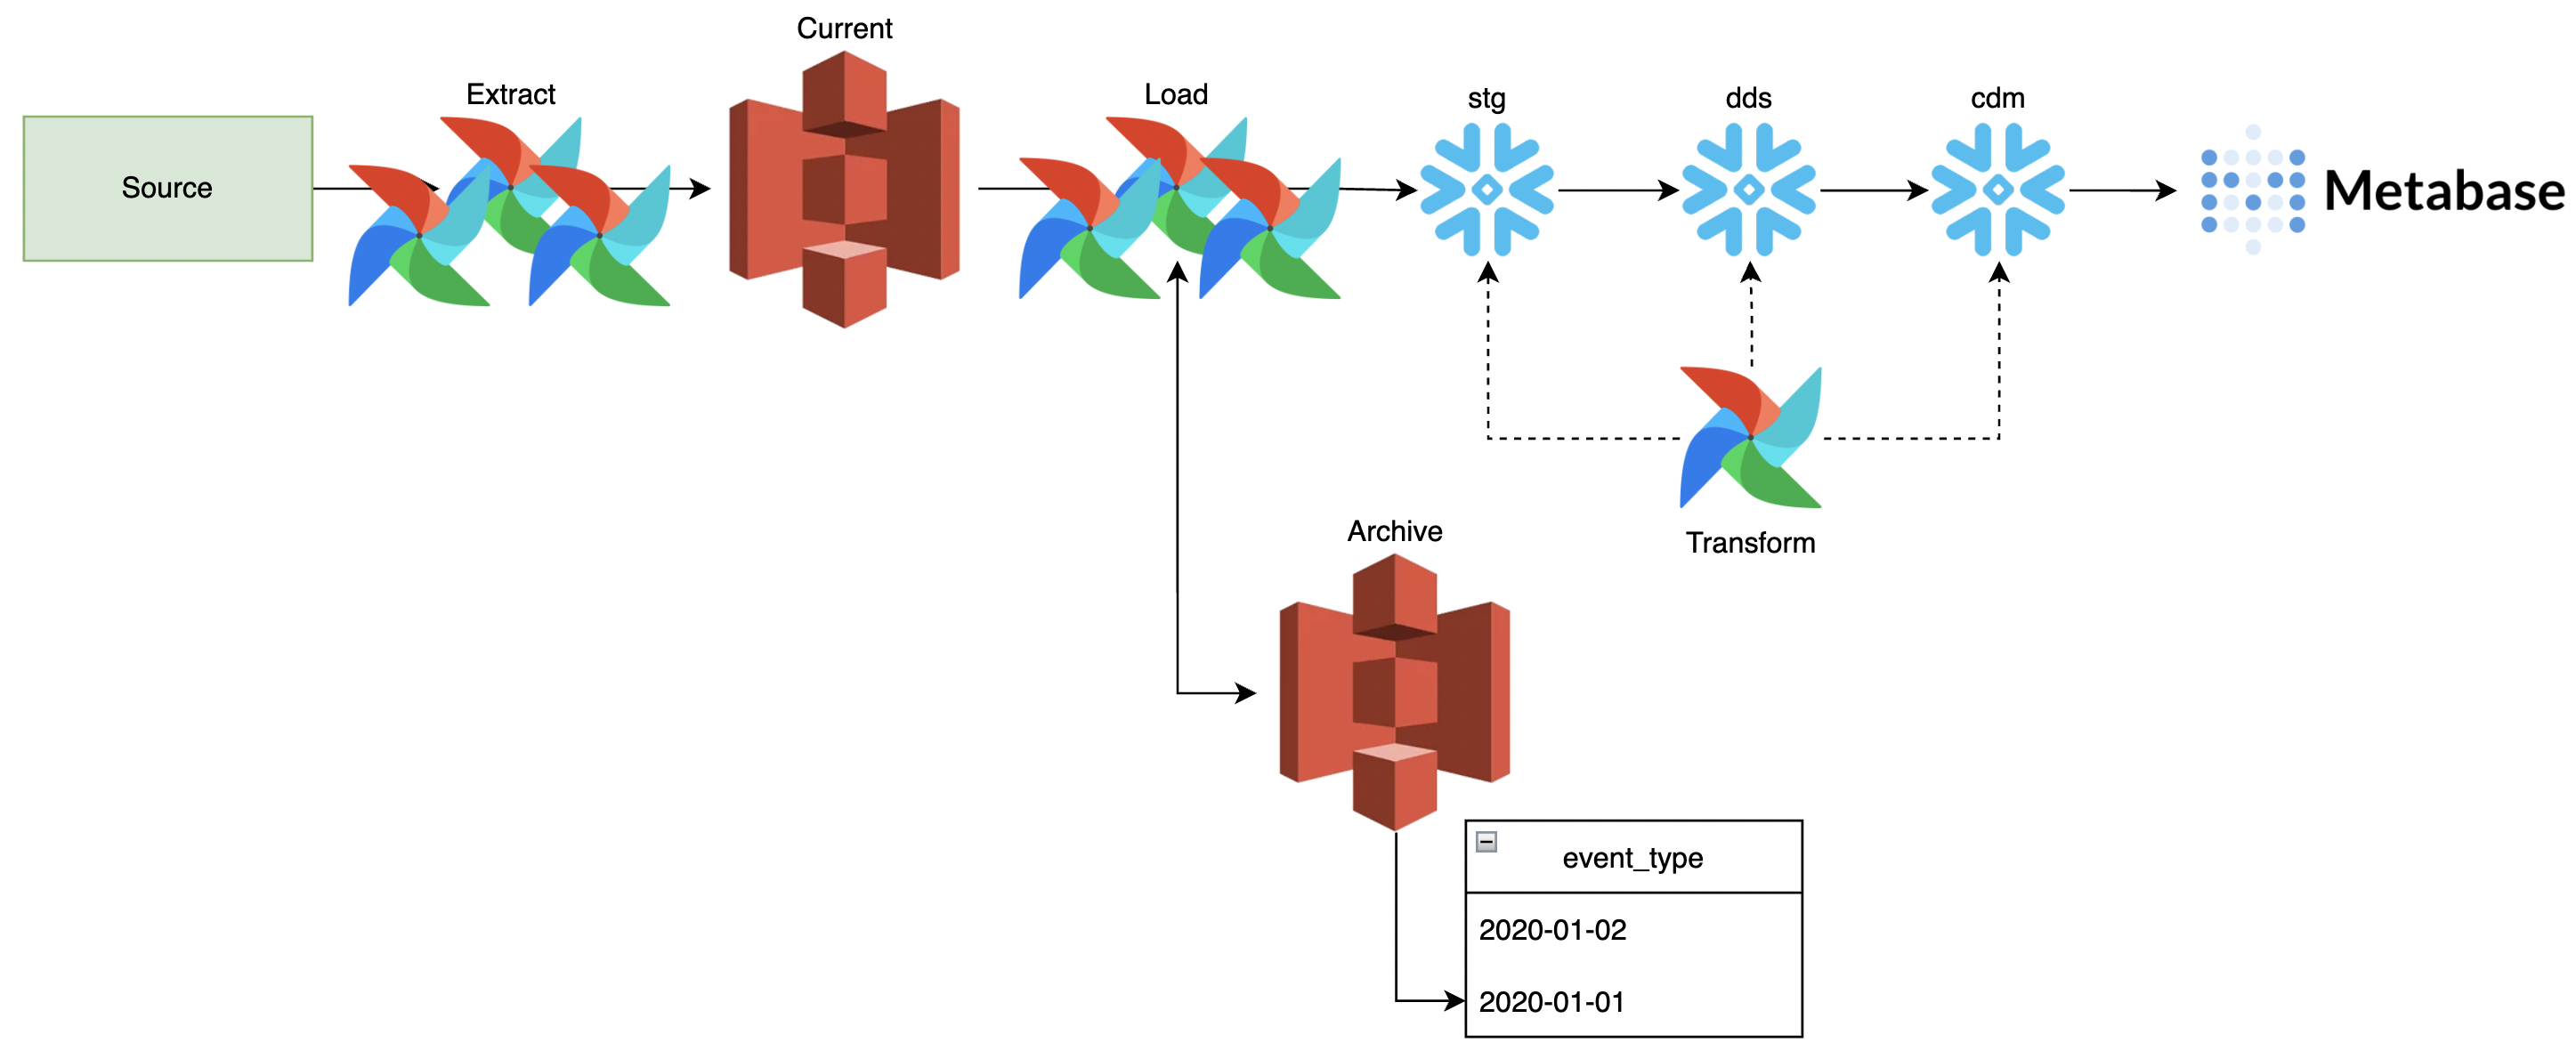 Current
Extract
Load
stg
dds
cdm
Source
Metabase
Archive
Transform
event_type
2020-01-02
2020-01-01